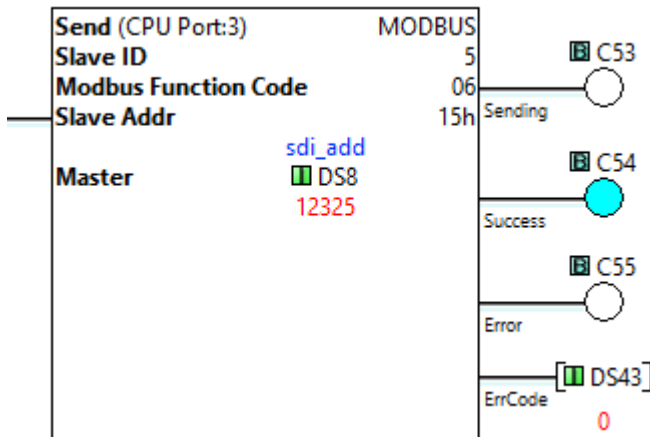 Send (CPU Port:3) MODBUS
Slave ID 5
Modbus Function Code 06
Slave Addr 15h
sdi_add
Master DS8
12325
B C53
Sending
B C54
Success
B C55
Error
DS43
ErrCode
0